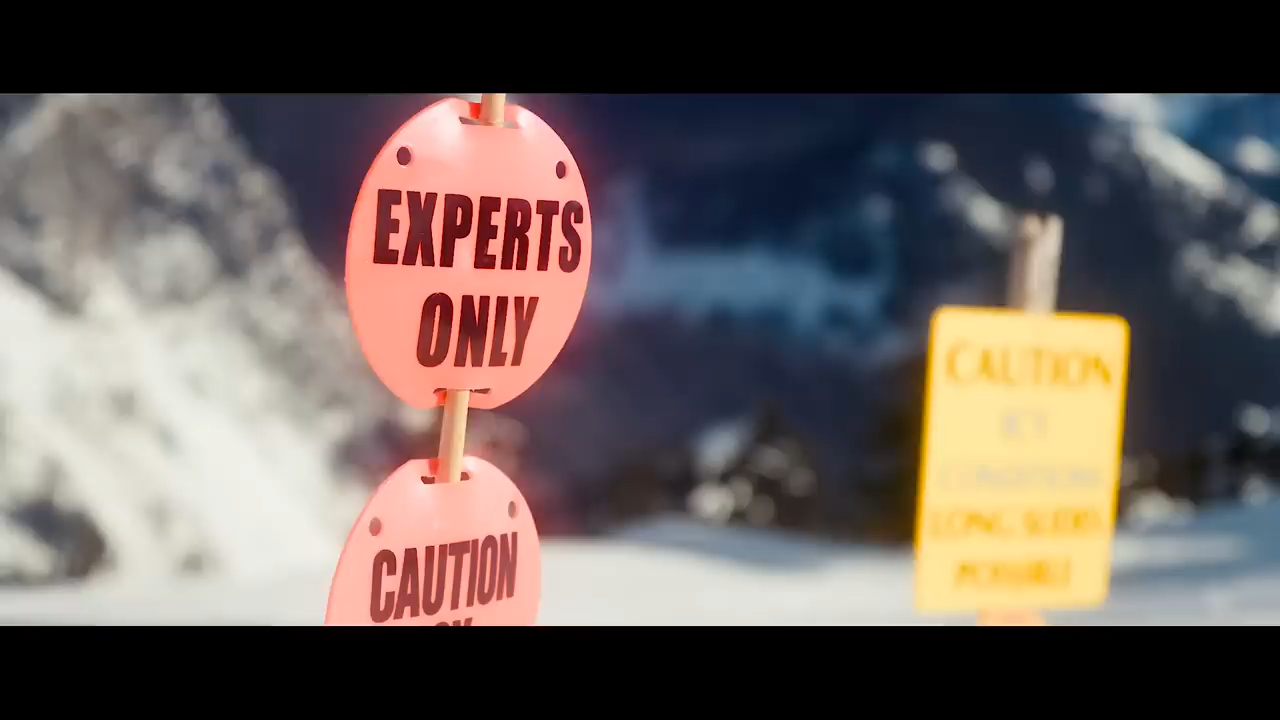 EXPERTS
ONLY
CAUTION
CAUTION
ICY
CONDITIONS
LONG SLIDES
POSSIBLE